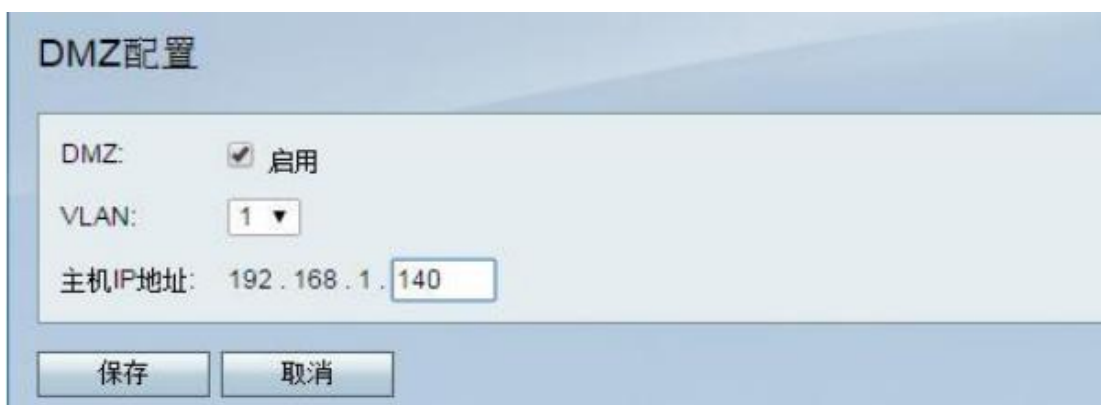 DMZ配置
DMZ: 启用
VLAN: 1
主机IP地址: 192 . 168 . 1 . 140
保存 取消